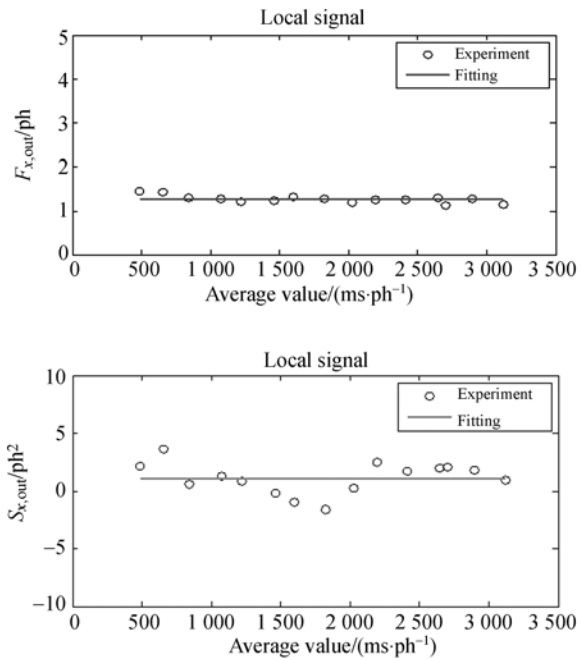 Local signal
5
4
3
2
1
0
F x,out/ph
Experiment
Fitting
0 500 1 000 1 500 2 000 2 500 3 000 3 500
Average value/(ms·ph⁻¹)
Local signal
10
5
0
−5
−10
S x,out/ph²
Experiment
Fitting
0 500 1 000 1 500 2 000 2 500 3 000 3 500
Average value/(ms·ph⁻¹)